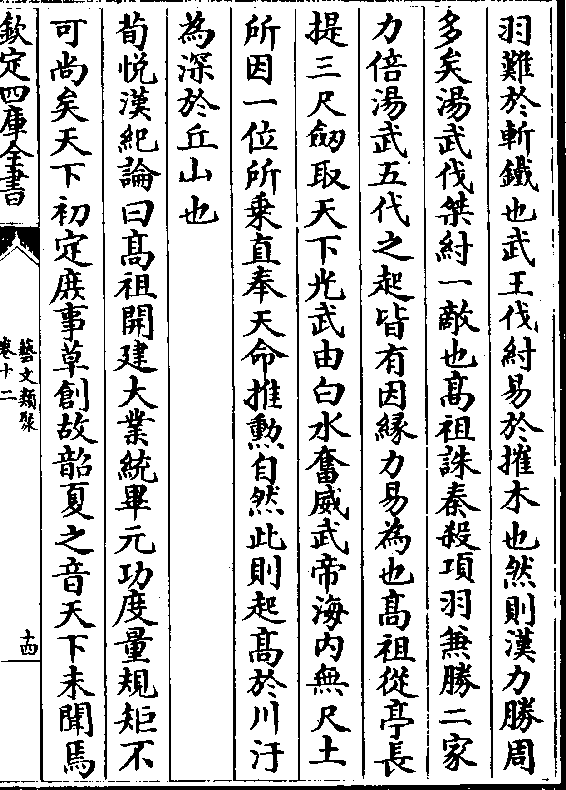 羽難於斬鐵也武王伐紂易於摧木也然則漢力勝周
多矣湯武伐桀紂一敵也髙祖誅秦殺項羽兼勝二家
力倍湯武五代之起皆有因縁力易為也髙祖從亭長
提三尺劒取天下光武由白水奮威武帝海内無尺土
所因一位所乗直奉天命推勲自然此則起髙於川汙
為深於丘山也
荀悦漢紀論曰髙祖開建大業統畢元功度量規矩不
可尚矣天下初定庶事草創故韶夏之音天下未聞焉
欽定四庫全書
藝文類聚
卷十二
十四